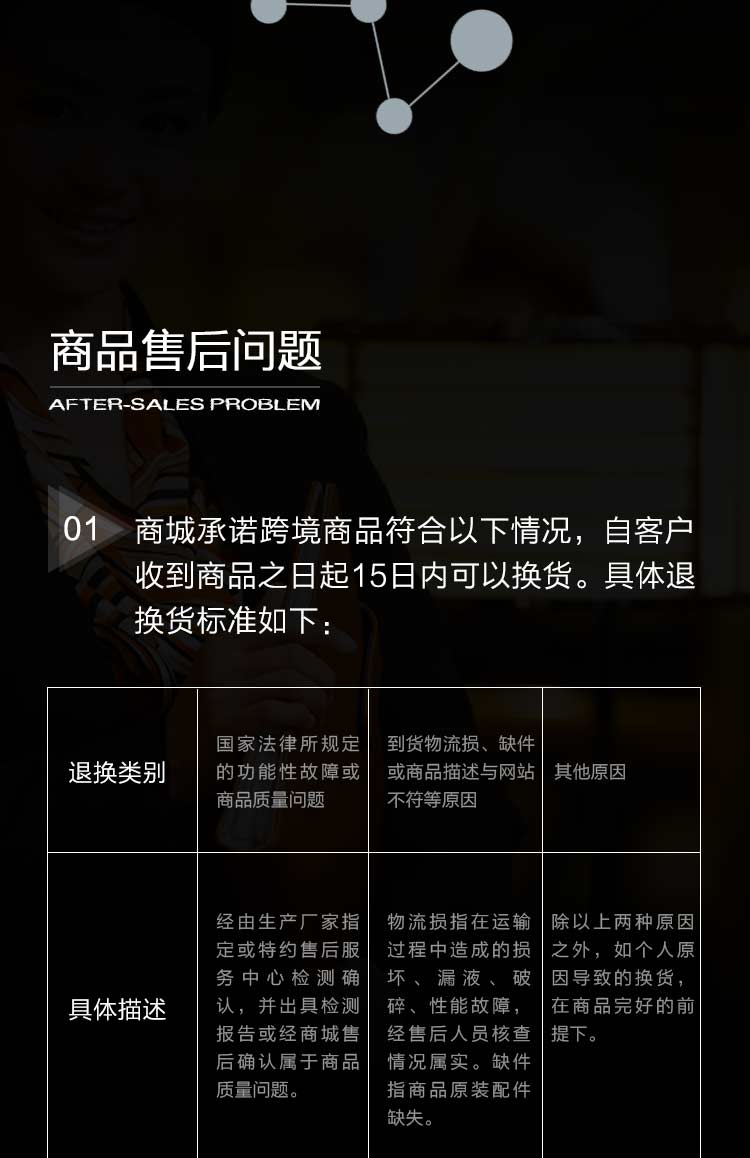 商品售后问题
AFTER-SALES PROBLEM
01
商城承诺跨境商品符合以下情况，自客户
收到商品之日起15日内可以换货。具体退
换货标准如下：
退换类别
国家法律所规定
的功能性故障或
商品质量问题
到货物流损、缺件
或商品描述与网站
不符等原因
其他原因
具体描述
经由生产厂家指
定或特约售后服
务中心检测确
认，并出具检测
报告或经商城售
后确认属于商品
质量问题。
物流损指在运输
过程中造成的损
坏、漏液、破
碎、性能故障，
经售后人员核查
情况属实。缺件
指商品原装配件
缺失。
除以上两种原因
之外，如个人原
因导致的换货，
在商品完好的前
提下。